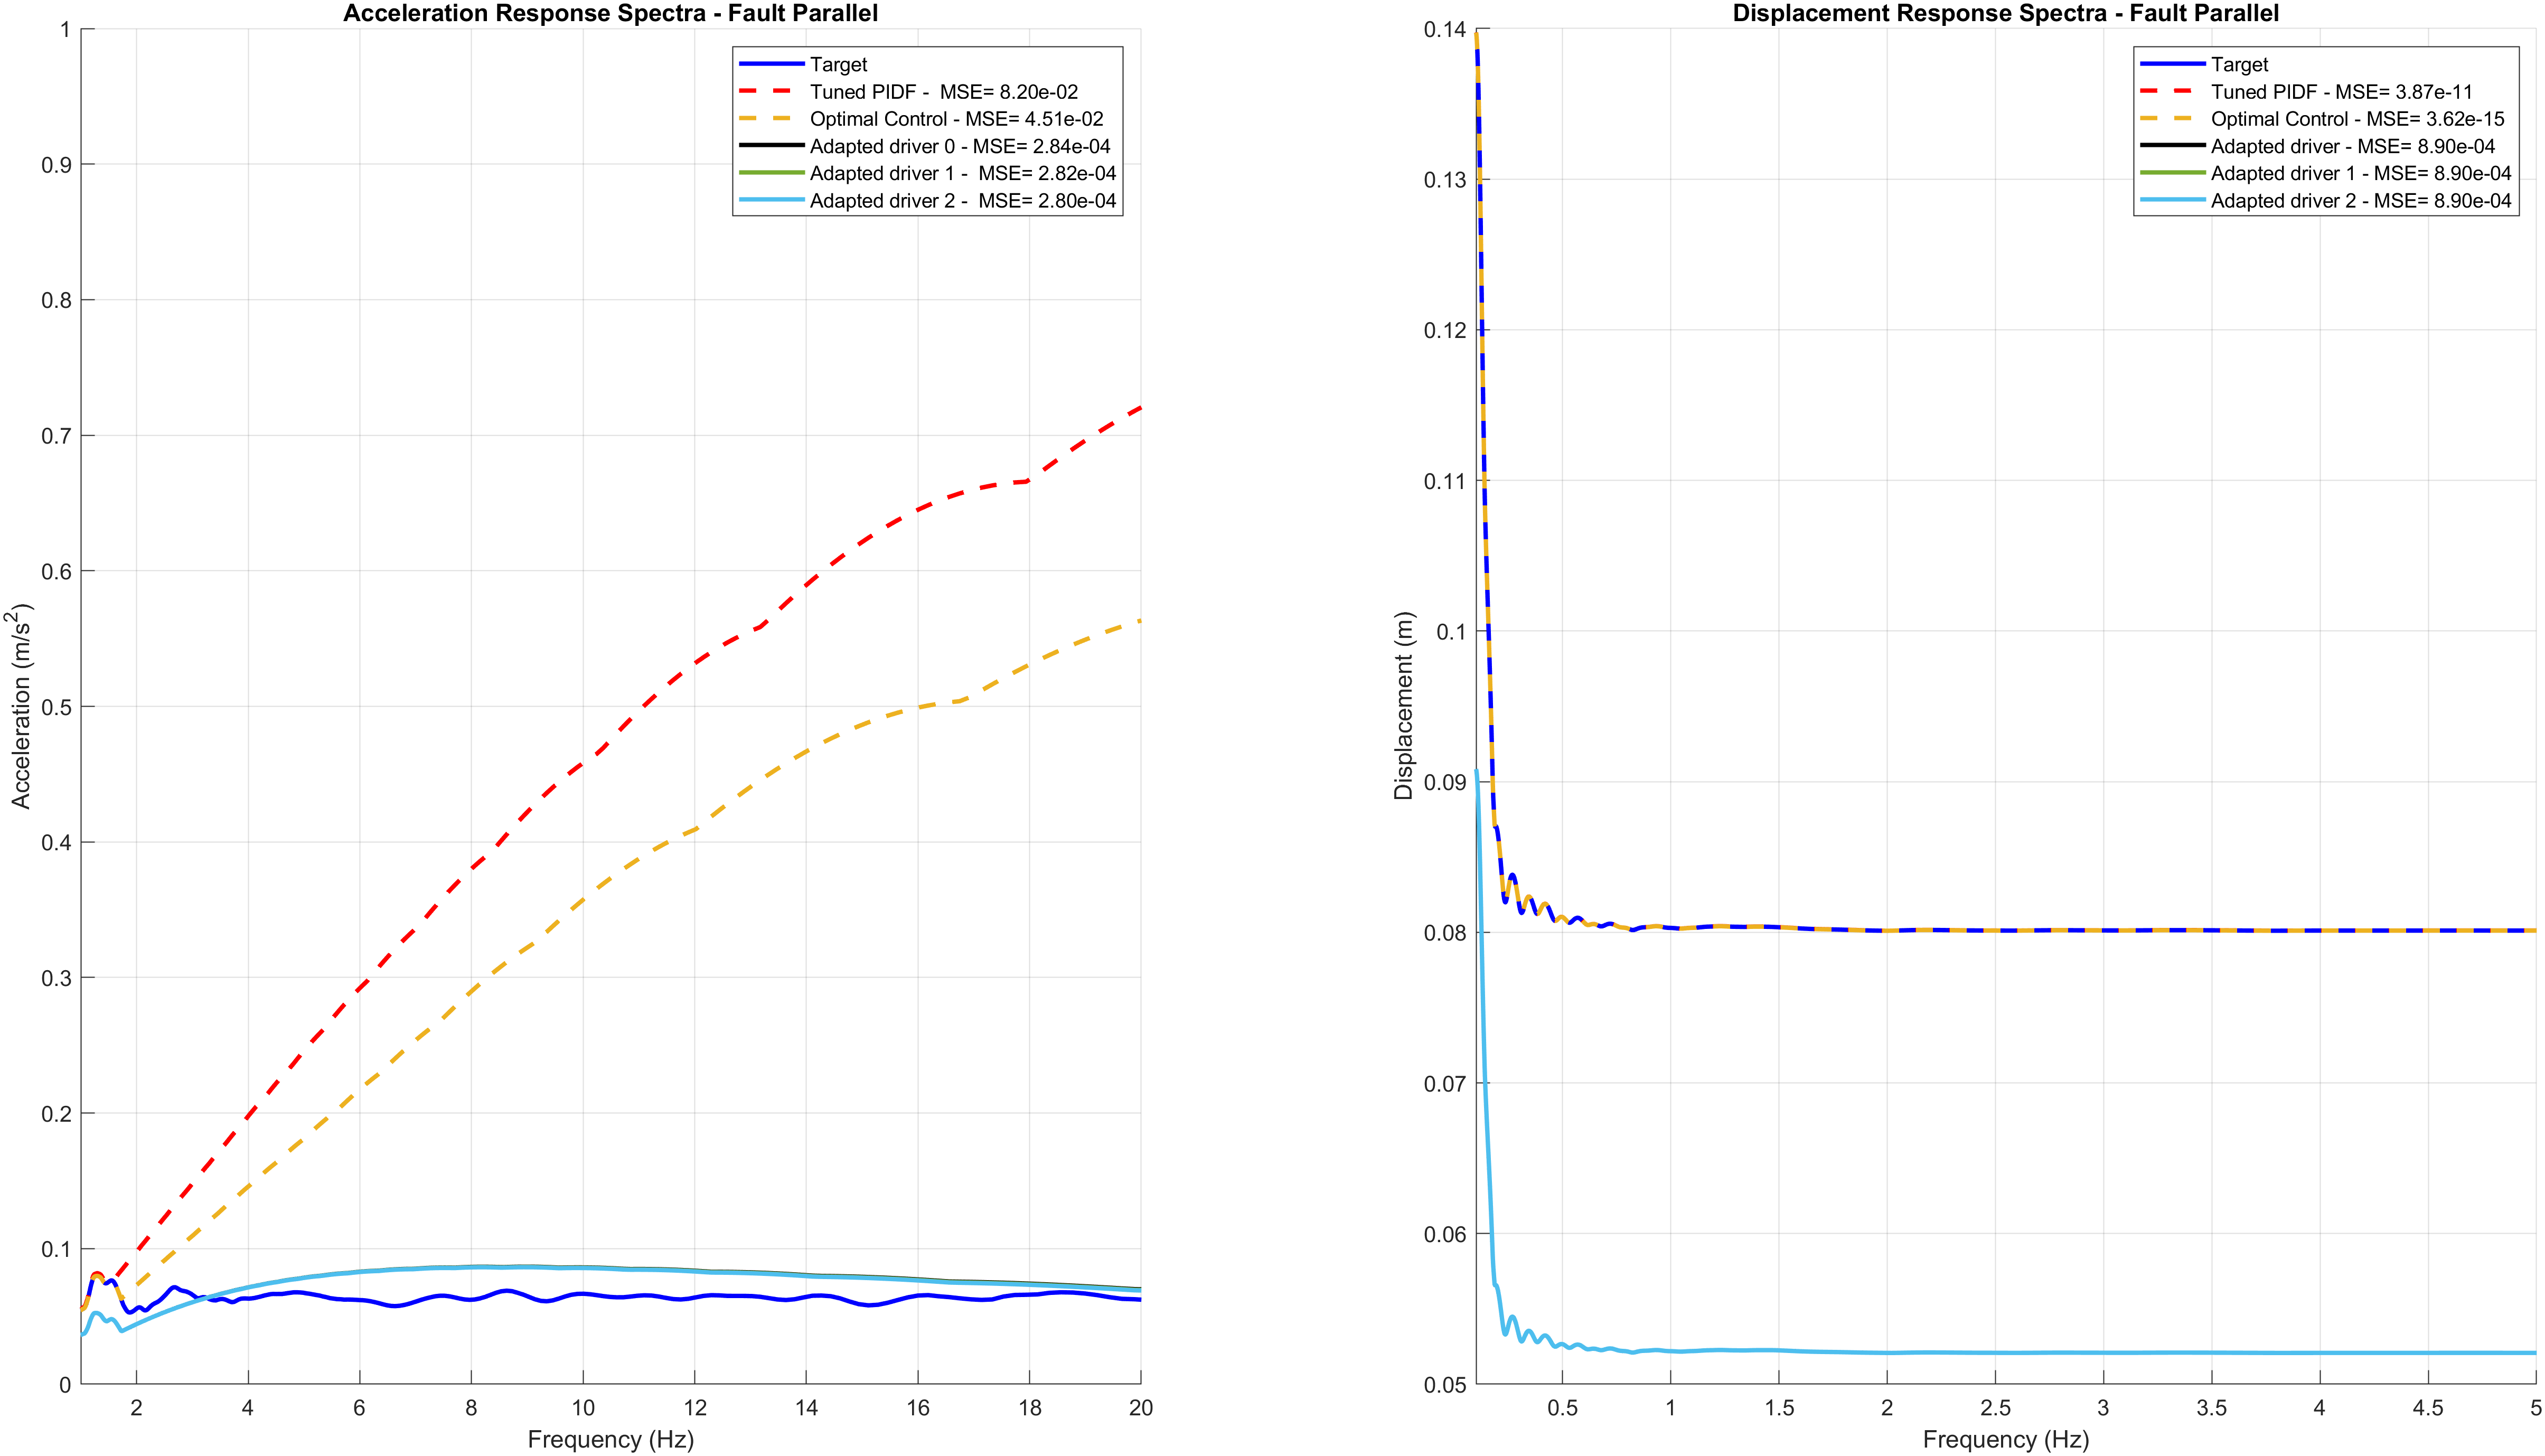 Acceleration Response Spectra - Fault Parallel
1
0.9
0.8
0.7
0.6
0.5
0.4
0.3
0.2
0.1
0
Acceleration (m/s²)
2
4
6
8
10
12
14
16
18
20
Frequency (Hz)
Target
Tuned PIDF -  MSE= 8.20e-02
Optimal Control - MSE= 4.51e-02
Adapted driver 0 - MSE= 2.84e-04
Adapted driver 1 -  MSE= 2.82e-04
Adapted driver 2 -  MSE= 2.80e-04
Displacement Response Spectra - Fault Parallel
0.14
0.13
0.12
0.11
0.1
0.09
0.08
0.07
0.06
0.05
Displacement (m)
0.5
1
1.5
2
2.5
3
3.5
4
4.5
5
Frequency (Hz)
Target
Tuned PIDF - MSE= 3.87e-11
Optimal Control - MSE= 3.62e-15
Adapted driver - MSE= 8.90e-04
Adapted driver 1 - MSE= 8.90e-04
Adapted driver 2 - MSE= 8.90e-04